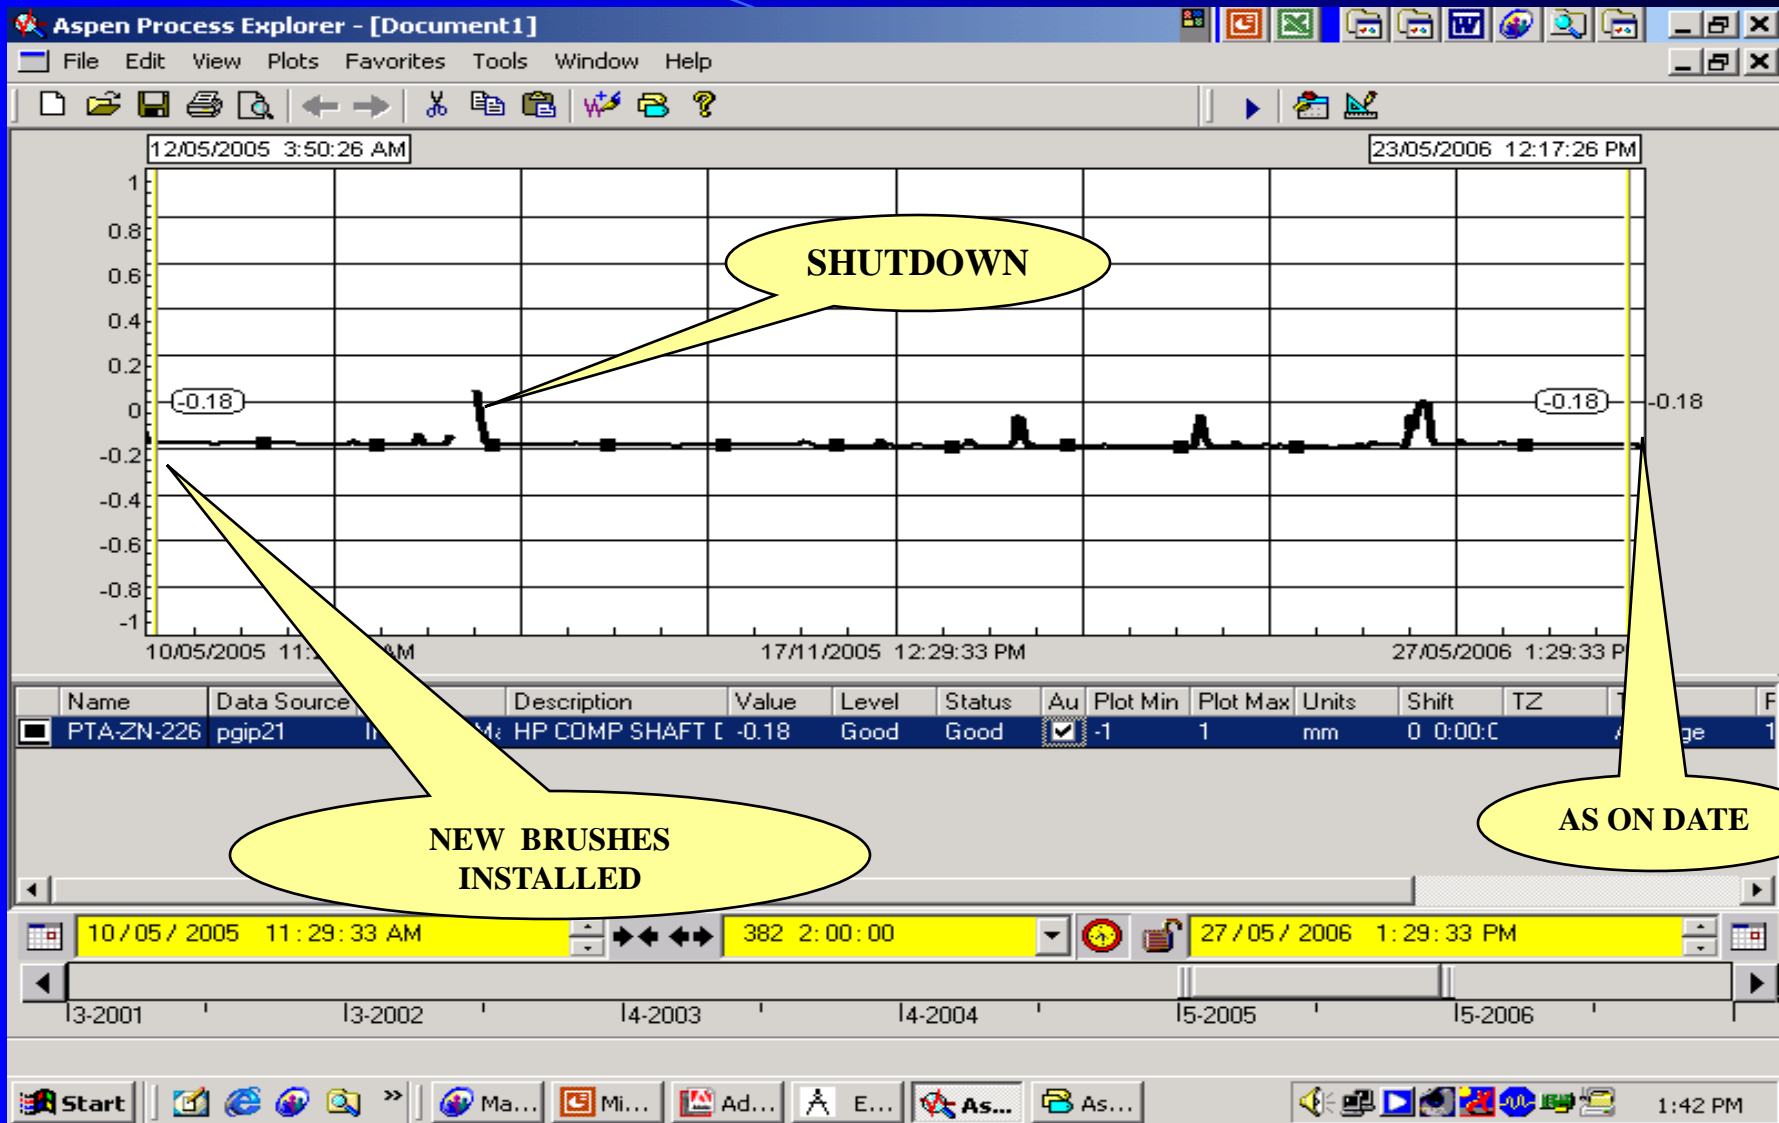 Aspen Process Explorer - [Document1]
File Edit View Plots Favorites Tools Window Help
12/05/2005 3:50:26 AM 23/05/2006 12:17:26 PM
1
0.8
0.6
0.4
0.2
0
-0.2
-0.4
-0.6
-0.8
-1
SHUTDOWN
-0.18 -0.18 -0.18
10/05/2005 11: AM 17/11/2005 12:29:33 PM 27/05/2006 1:29:33 P
Name Data Source Description Value Level Status Au Plot Min Plot Max Units Shift TZ
PTA-ZN-226 pgip21 HP COMP SHAFT -0.18 Good Good -1 1 mm 0 0:00:0
NEW BRUSHES
INSTALLED
AS ON DATE
10/05/2005 11:29:33 AM 382 2:00:00 27/05/2006 1:29:33 PM
3-2001 3-2002 4-2003 4-2004 5-2005 5-2006
Start » Ma... Mi... Ad... E... As... As... 1:42 PM